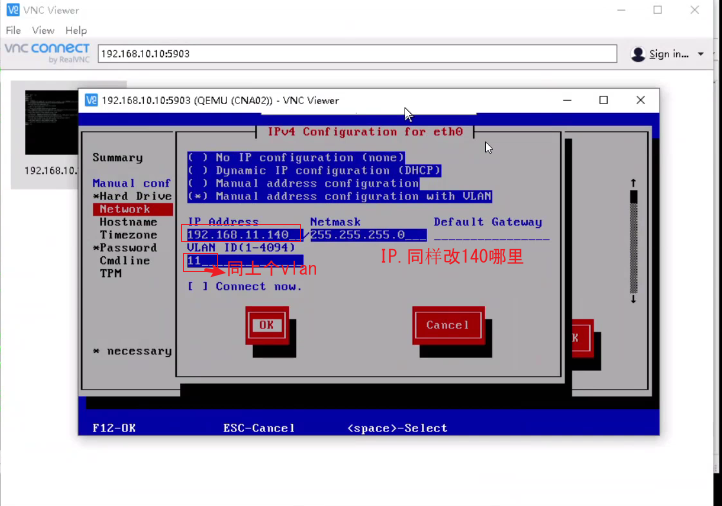 VNC Viewer
File View Help
VNC CONNECT
by RealVNC
192.168.10.10:5903
Sign in...
192.168.10.
192.168.10.10:5903 (QEMU (CNA02)) - VNC Viewer
IPv4 Configuration for eth0
Summary
Manual conf
*Hard Drive
Network
Hostname
Timezone
*Password
Cmdline
TPM
* necessary
( ) No IP configuration (none)
( ) Dynamic IP configuration (DHCP)
( ) Manual address configuration
(*) Manual address configuration with VLAN
IP Address Netmask Default Gateway
192.168.11.140__/255.255.255.0___ ________________
VLAN ID(1-4094)
11
同上个vlan
IP.同样改140哪里
[ ] Connect now.
OK
Cancel
K
F12-OK ESC-Cancel <space>-Select